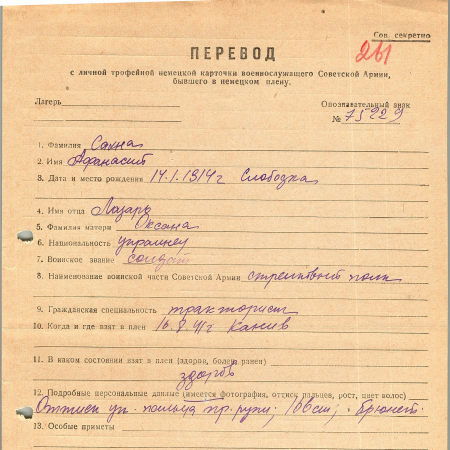 Сов. секретно
261
ПЕРЕВОД
с личной трофейной немецкой карточки военнослужащего Советской Армии,
бывшего в немецком плену.
Лагерь
Опознавательный знак
№ 75229
1. Фамилия Сахна
2. Имя Афанасий
3. Дата и место рождения 14.1.1914г Слободка
4. Имя отца Лазарь
5. Фамилия матери Оксана
6. Национальность украинец
7. Воинское звание солдат
8. Наименование воинской части Советской Армии стрелковый полк
9. Гражданская специальность тракторист
10. Когда и где взят в плен 16.8.41г Канив
11. В каком состоянии взят в плен (здоров, болен, ранен)
здоров
12. Подробные персональные данные (имеется фотография, оттиск пальцев, рост, цвет волос)
Оттиск ук. пальца пр. руки; см; брюнет.
13. Особые приметы